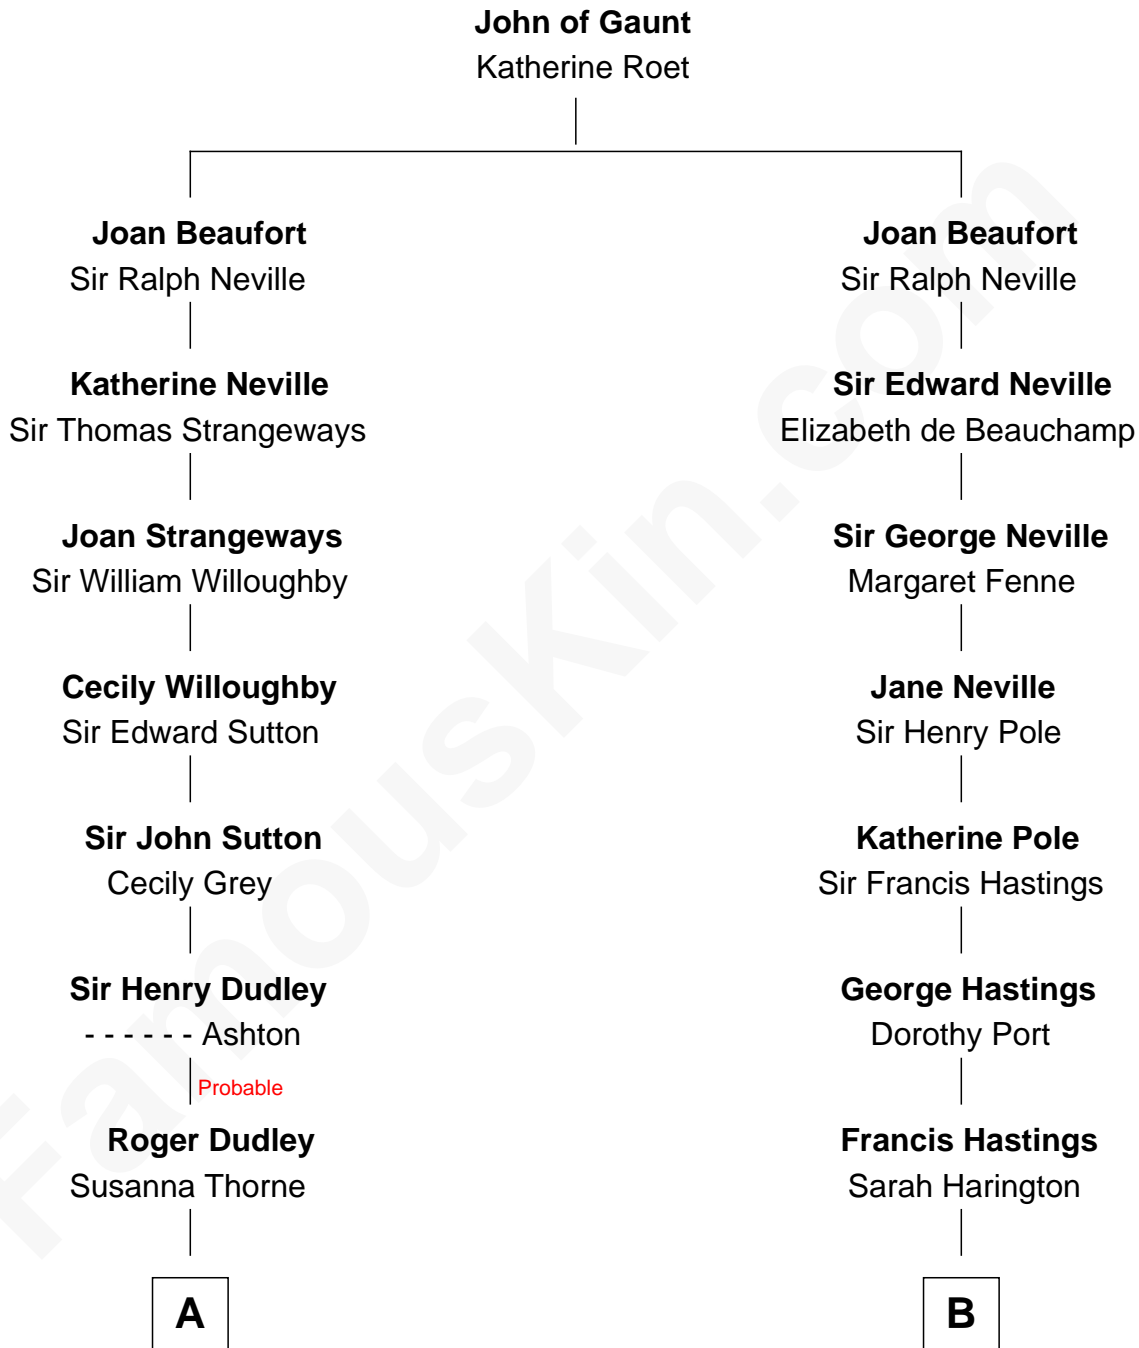 John of Gaunt
Katherine Roet
Joan Beaufort
Sir Ralph Neville
Joan Beaufort
Sir Ralph Neville
Katherine Neville
Sir Thomas Strangeways
Sir Edward Neville
Elizabeth de Beauchamp
Joan Strangeways
Sir William Willoughby
Sir George Neville
Margaret Fenne
Cecily Willoughby
Sir Edward Sutton
Jane Neville
Sir Henry Pole
Sir John Sutton
Cecily Grey
Katherine Pole
Sir Francis Hastings
Sir Henry Dudley
- - - - - - Ashton
Probable
George Hastings
Dorothy Port
Roger Dudley
Susanna Thorne
Francis Hastings
Sarah Harington
A
B
FamousKin.com